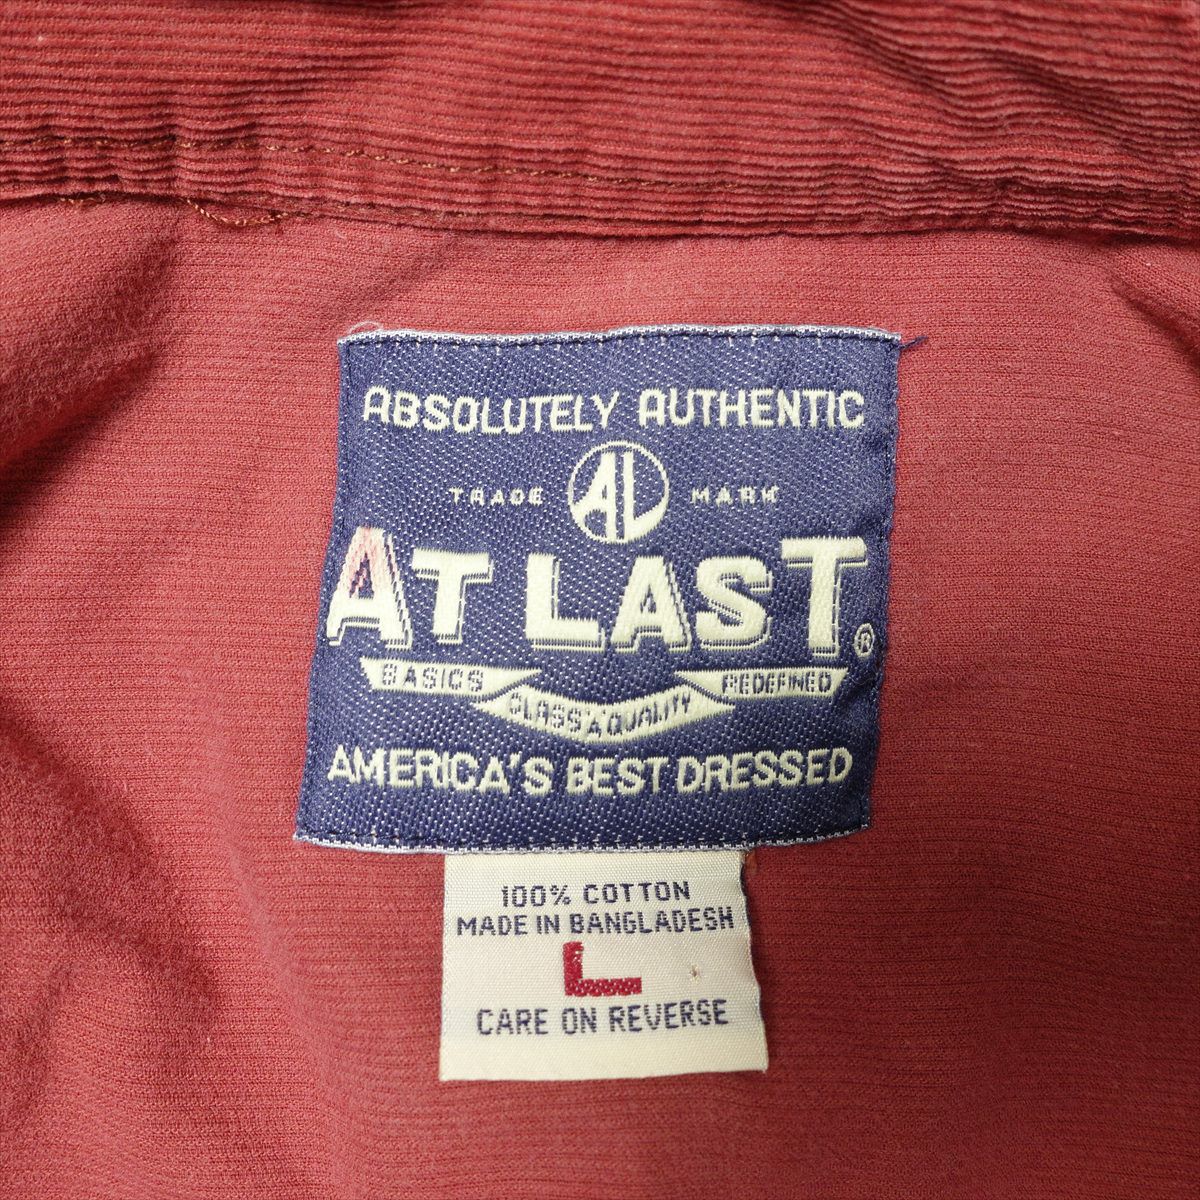 ABSOLUTELY AUTHENTIC
TRADE AL MARK
AT LAST®
BASICS CLASS 'A' QUALITY REDEFINED
AMERICA'S BEST DRESSED
100% COTTON
MADE IN BANGLADESH
L
CARE ON REVERSE